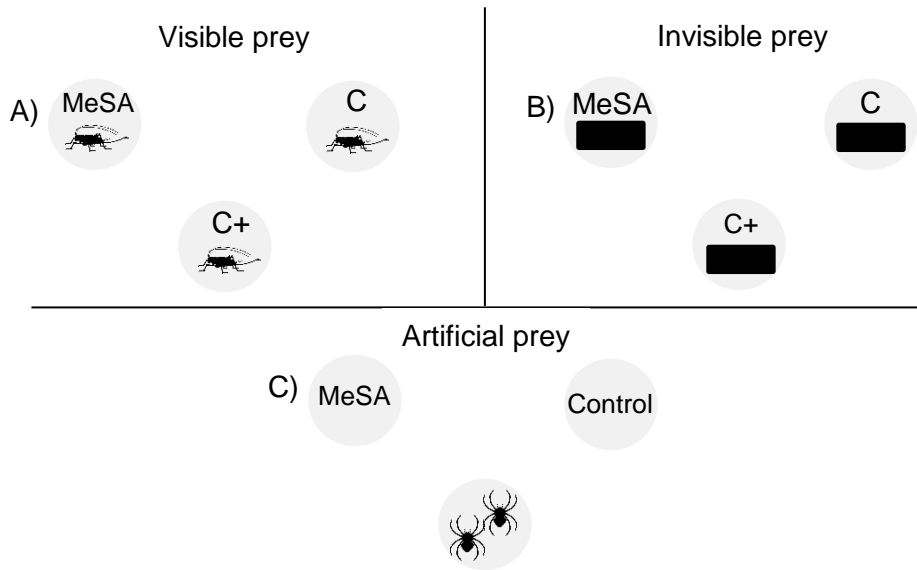 Visible prey
A)
MeSA
C
C+
Invisible prey
B)
MeSA
C
C+
Artificial prey
C)
MeSA
Control